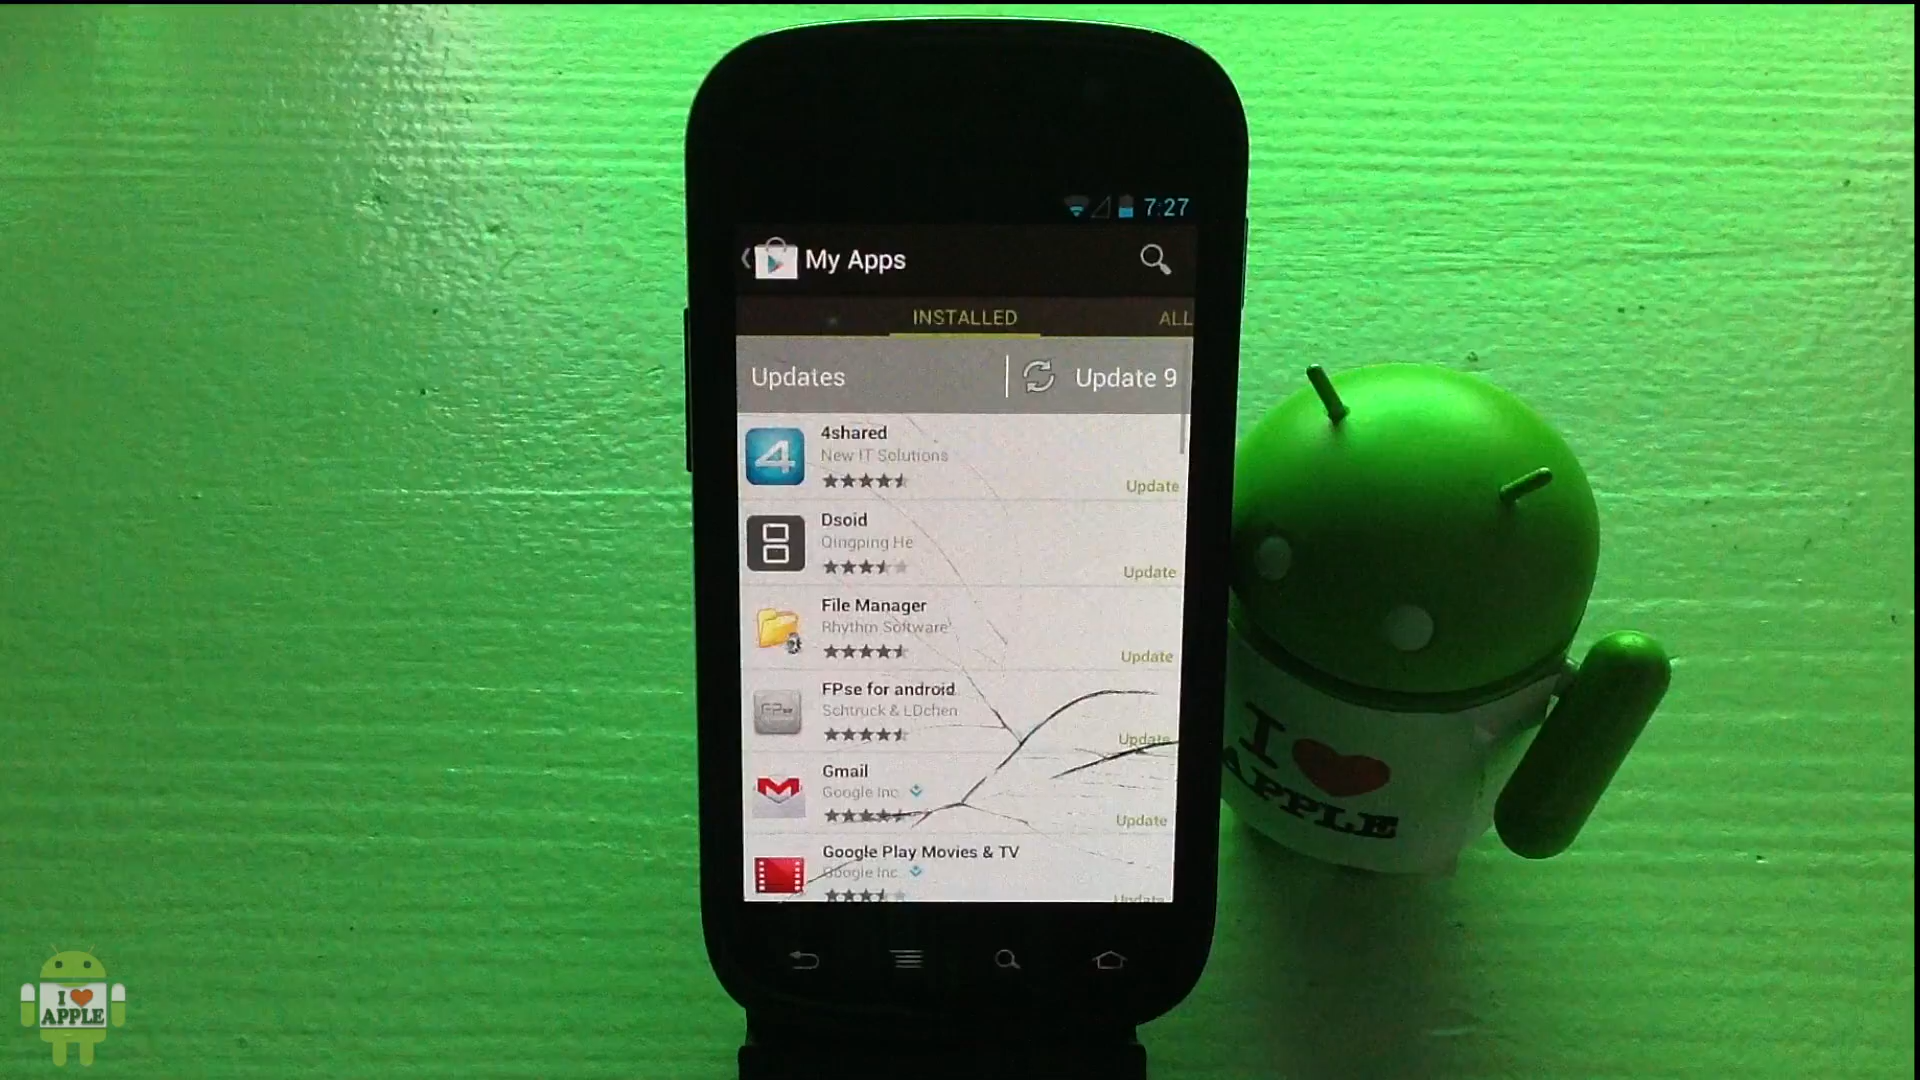 7:27
My Apps
INSTALLED
ALL
Updates
Update 9
4shared
New IT Solutions
Update
Dsoid
Qingping He
Update
File Manager
Rhythm Software
Update
FPse for android
Schtruck & LDchen
Update
Gmail
Google Inc.
Update
Google Play Movies & TV
Google Inc.
Update
I ❤
APPLE
I ❤
APPLE